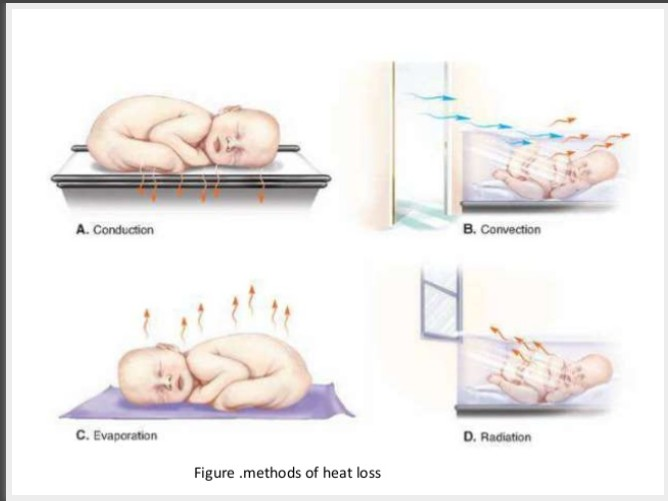 A. Conduction
B. Convection
C. Evaporation
D. Radiation
Figure .methods of heat loss